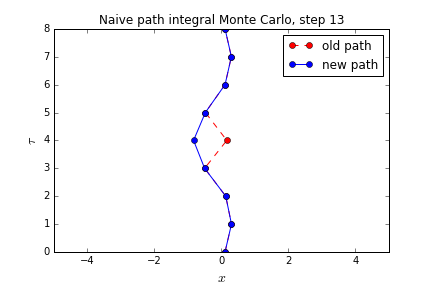 Naive path integral Monte Carlo, step 13
8
7
6
5
4
3
2
1
0
τ
old path
new path
−4 −2 0 2 4
x